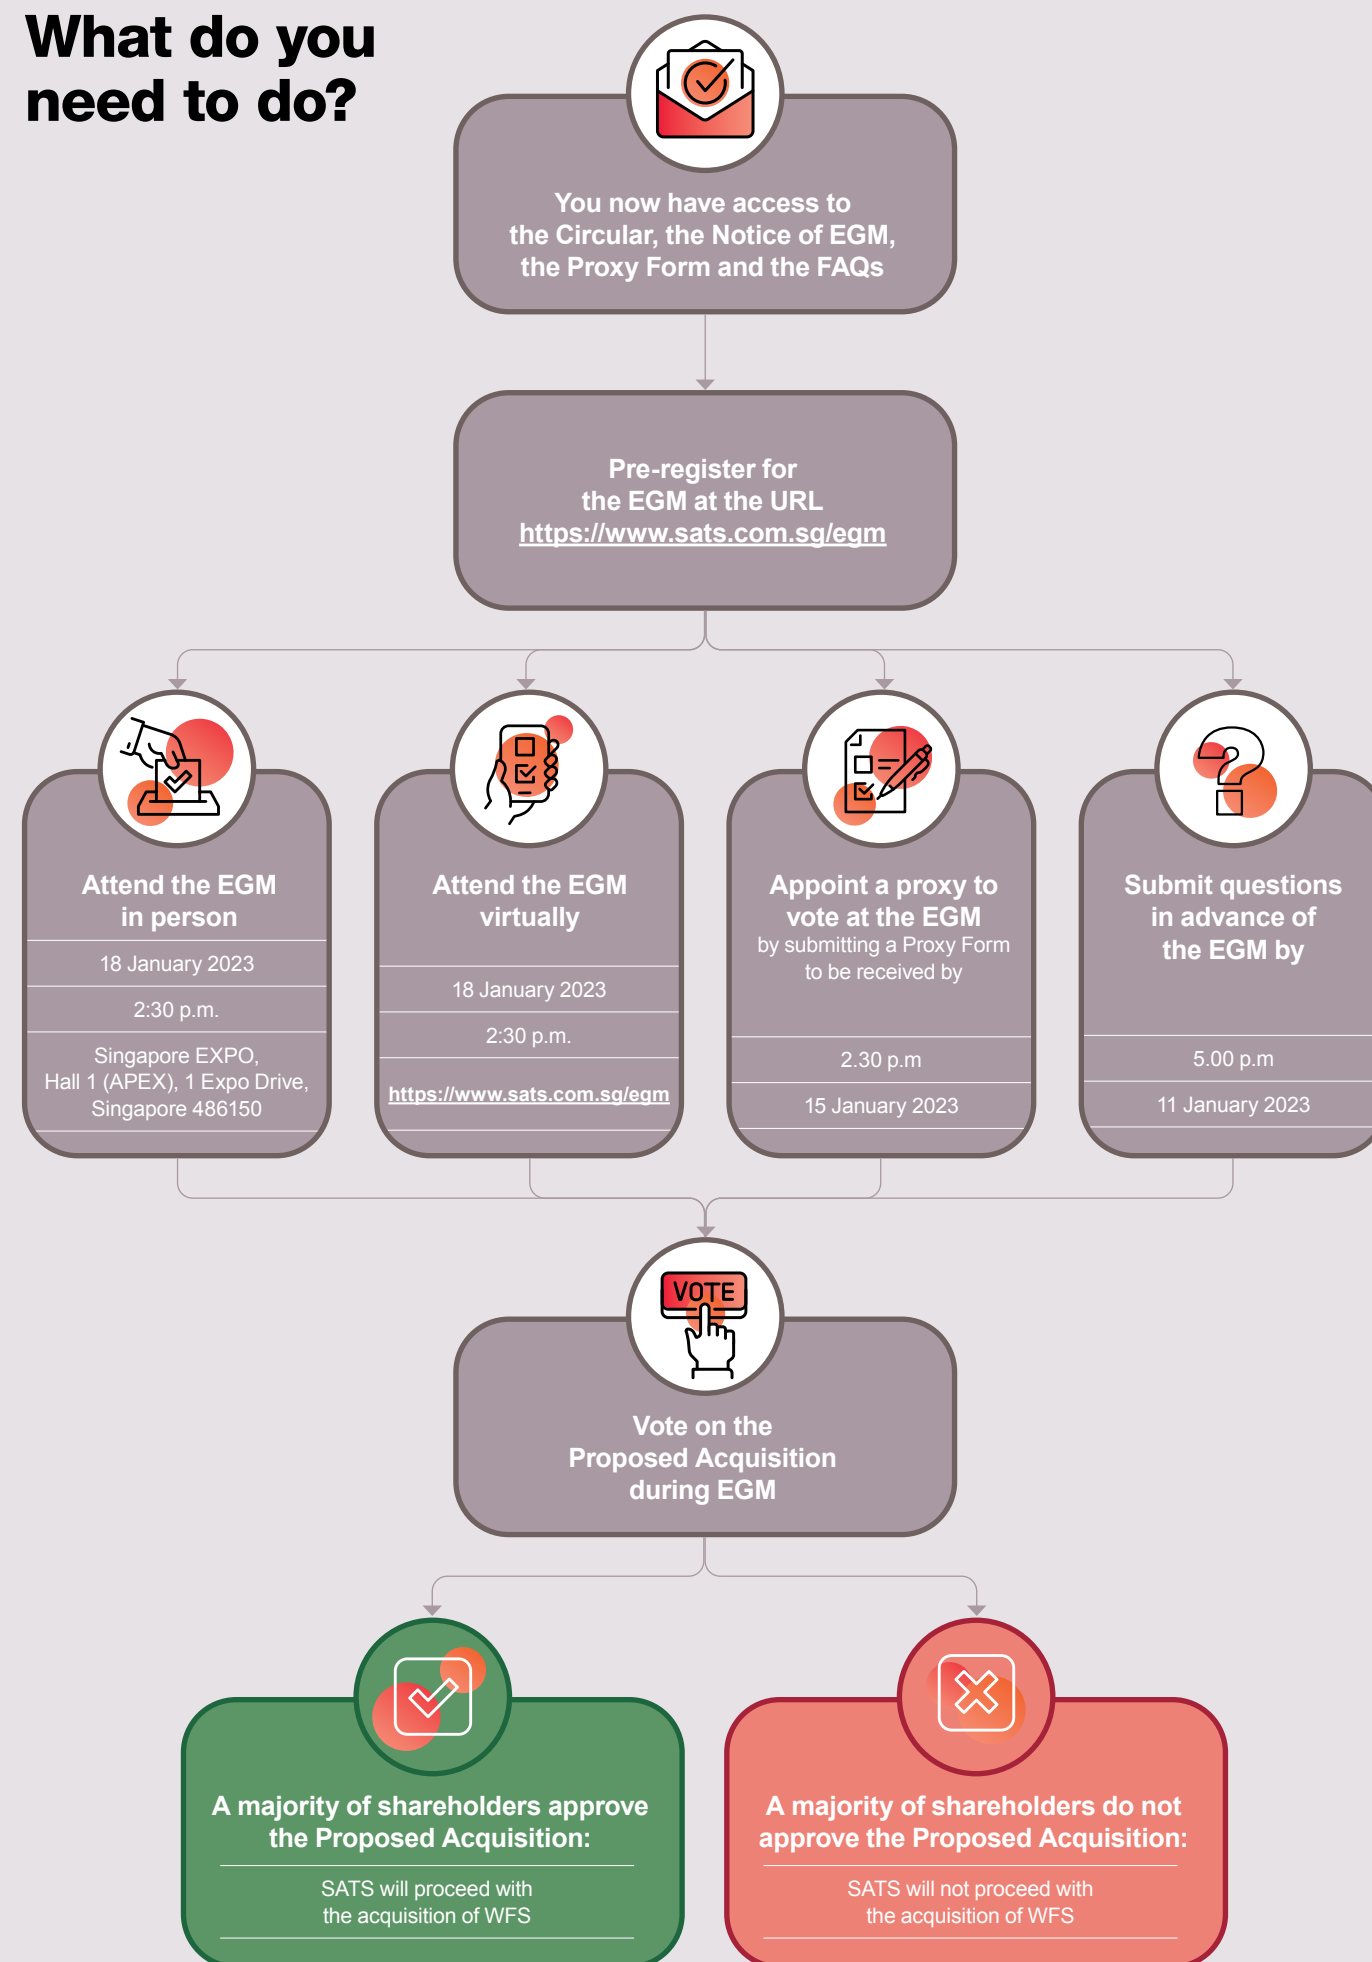 What do you
need to do?
You now have access to
the Circular, the Notice of EGM,
the Proxy Form and the FAQs
Pre-register for
the EGM at the URL
https://www.sats.com.sg/egm
Attend the EGM
in person
18 January 2023
2:30 p.m.
Singapore EXPO,
Hall 1 (APEX), 1 Expo Drive,
Singapore 486150
Attend the EGM
virtually
18 January 2023
2:30 p.m.
https://www.sats.com.sg/egm
Appoint a proxy to
vote at the EGM
by submitting a Proxy Form
to be received by
2.30 p.m
15 January 2023
Submit questions
in advance of
the EGM by
5.00 p.m
11 January 2023
VOTE
Vote on the
Proposed Acquisition
during EGM
A majority of shareholders approve
the Proposed Acquisition:
SATS will proceed with
the acquisition of WFS
A majority of shareholders do not
approve the Proposed Acquisition:
SATS will not proceed with
the acquisition of WFS